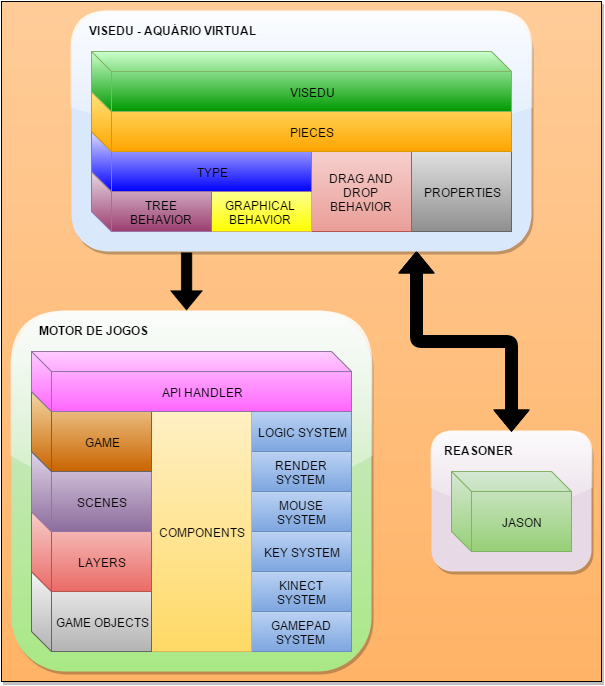 VISEDU - AQUÁRIO VIRTUAL
VISEDU
PIECES
TYPE
TREE
BEHAVIOR
GRAPHICAL
BEHAVIOR
DRAG AND
DROP
BEHAVIOR
PROPERTIES
MOTOR DE JOGOS
API HANDLER
GAME
SCENES
LAYERS
GAME OBJECTS
COMPONENTS
LOGIC SYSTEM
RENDER
SYSTEM
MOUSE
SYSTEM
KEY SYSTEM
KINECT
SYSTEM
GAMEPAD
SYSTEM
REASONER
JASON